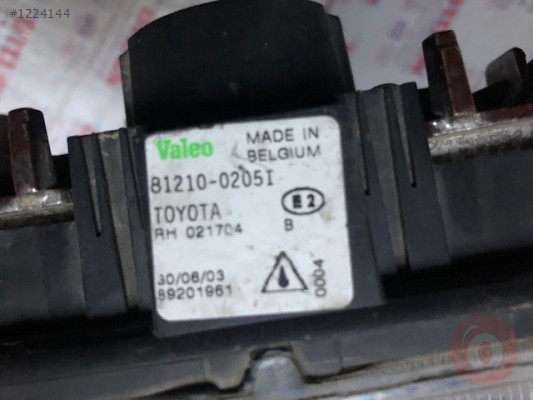 #1224144
Valeo MADE IN
BELGIUM
81210-0205I
TOYOTA E2
RH 021704 B
30/06/03
89201961
0004